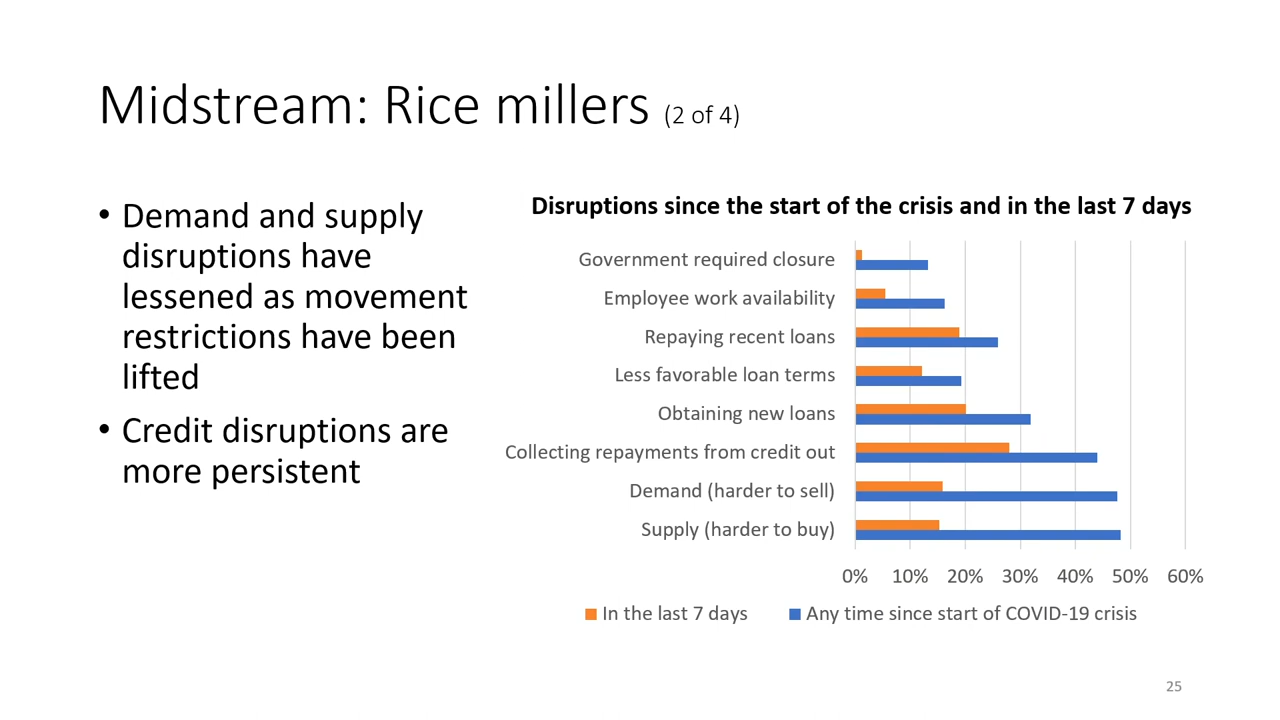 Midstream: Rice millers (2 of 4)
• Demand and supply
disruptions have
lessened as movement
restrictions have been
lifted
• Credit disruptions are
more persistent
Disruptions since the start of the crisis and in the last 7 days
Government required closure
Employee work availability
Repaying recent loans
Less favorable loan terms
Obtaining new loans
Collecting repayments from credit out
Demand (harder to sell)
Supply (harder to buy)
0% 10% 20% 30% 40% 50% 60%
In the last 7 days Any time since start of COVID-19 crisis
25